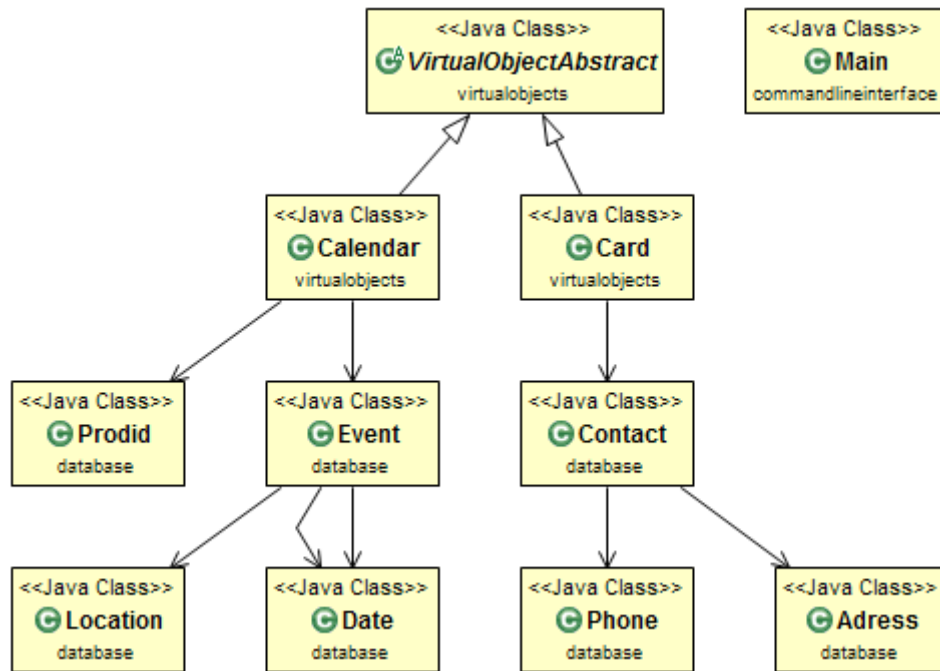 <<Java Class>>
VirtualObjectAbstract
virtualobjects
<<Java Class>>
Main
commandlineinterface
<<Java Class>>
Calendar
virtualobjects
<<Java Class>>
Card
virtualobjects
<<Java Class>>
Prodid
database
<<Java Class>>
Event
database
<<Java Class>>
Contact
database
<<Java Class>>
Location
database
<<Java Class>>
Date
database
<<Java Class>>
Phone
database
<<Java Class>>
Adress
database